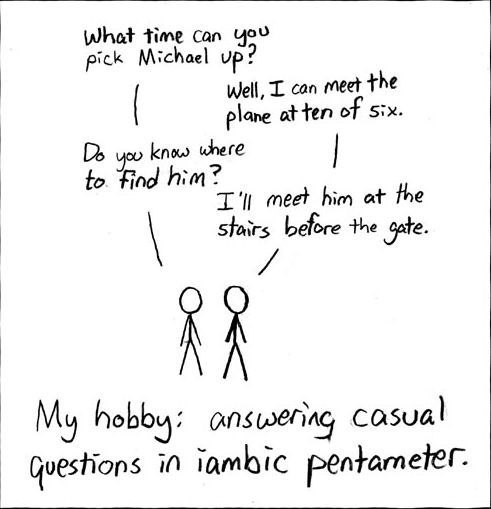 What time can you
pick Michael up?
Well, I can meet the
plane at ten of six.
Do you know where
to find him?
I'll meet him at the
stairs before the gate.
My hobby: answering casual
questions in iambic pentameter.